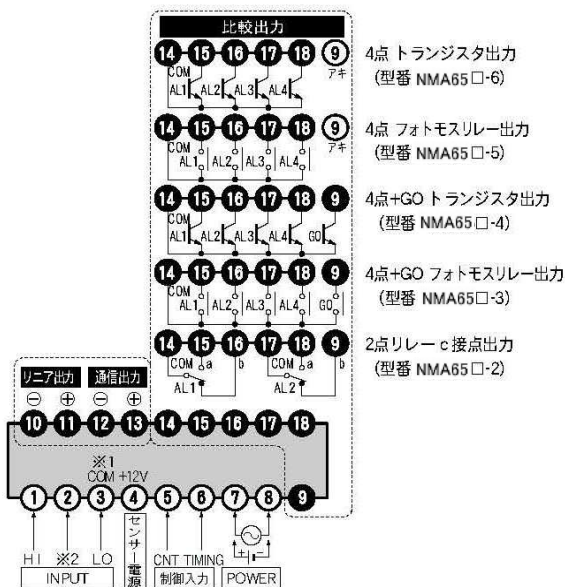 比較出力
14 15 16 17 18 9
アキ
COM
AL1 AL2 AL3 AL4
4点 トランジスタ出力
(型番 NMA65□-6)
14 15 16 17 18 9
アキ
COM
AL1 AL2 AL3 AL4
4点 フォトモスリレー出力
(型番 NMA65□-5)
14 15 16 17 18 9
COM
AL1 AL2 AL3 AL4 GO
4点+GO トランジスタ出力
(型番 NMA65□-4)
14 15 16 17 18 9
COM
AL1 AL2 AL3 AL4 GO
4点+GO フォトモスリレー出力
(型番 NMA65□-3)
14 15 16 17 18 9
COM a b COM a b
AL1 AL2
2点リレーc接点出力
(型番 NMA65□-2)
リニア出力 通信出力
⊖ ⊕ ⊖ ⊕
10 11 12 13 14 15 16 17 18
※1
COM +12V
1 2 3 4 5 6 7 8 9
+ −
HI ※2 LO
センサー電源
CNT TIMING
INPUT
制御入力
POWER